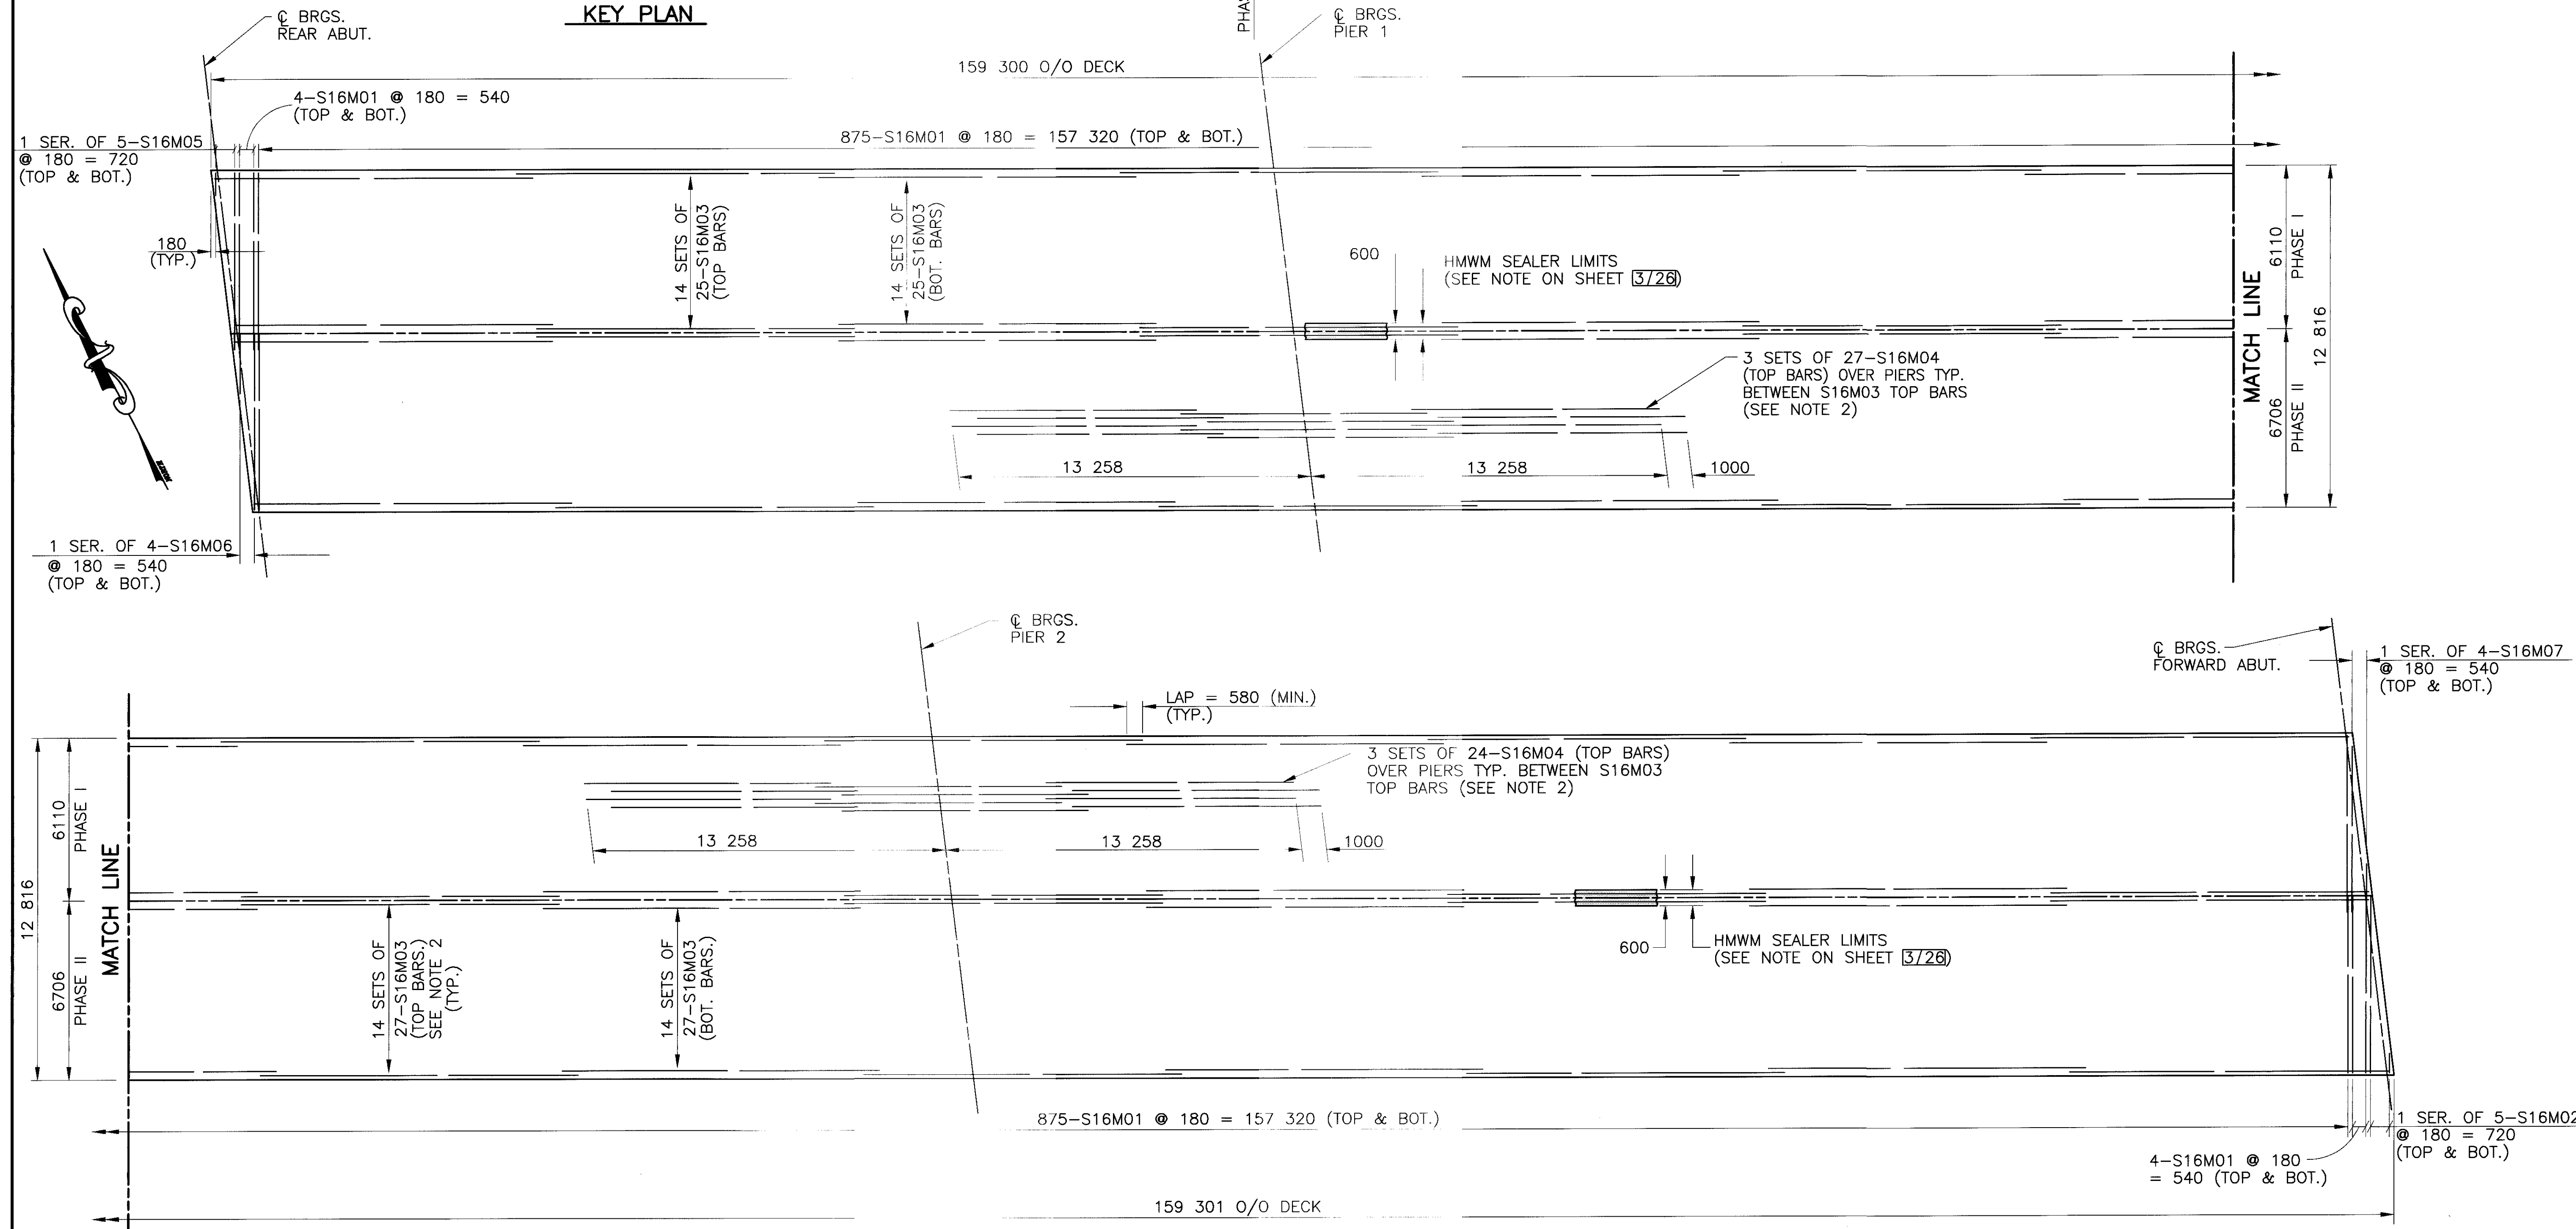 KEY PLAN
℄ BRGS.
REAR ABUT.
PHAS
℄ BRGS.
PIER 1
159 300 O/O DECK
4-S16M01 @ 180 = 540
(TOP & BOT.)
1 SER. OF 5-S16M05
@ 180 = 720
(TOP & BOT.)
875-S16M01 @ 180 = 157 320 (TOP & BOT.)
180
(TYP.)
14 SETS OF
25-S16M03
(TOP BARS)
14 SETS OF
25-S16M03
(BOT. BARS)
600
HMWM SEALER LIMITS
(SEE NOTE ON SHEET 3/26)
6110
PHASE I
12 816
MATCH LINE
6706
PHASE II
3 SETS OF 27-S16M04
(TOP BARS) OVER PIERS TYP.
BETWEEN S16M03 TOP BARS
(SEE NOTE 2)
NORTH
13 258
13 258
1000
1 SER. OF 4-S16M06
@ 180 = 540
(TOP & BOT.)
℄ BRGS.
PIER 2
℄ BRGS.
FORWARD ABUT.
1 SER. OF 4-S16M07
@ 180 = 540
(TOP & BOT.)
LAP = 580 (MIN.)
(TYP.)
3 SETS OF 24-S16M04 (TOP BARS)
OVER PIERS TYP. BETWEEN S16M03
TOP BARS (SEE NOTE 2)
6110
PHASE I
12 816
MATCH LINE
6706
PHASE II
13 258
13 258
1000
14 SETS OF
27-S16M03
(TOP BARS.)
SEE NOTE 2
(TYP.)
14 SETS OF
27-S16M03
(BOT. BARS.)
600
HMWM SEALER LIMITS
(SEE NOTE ON SHEET 3/26)
875-S16M01 @ 180 = 157 320 (TOP & BOT.)
1 SER. OF 5-S16M02
@ 180 = 720
(TOP & BOT.)
4-S16M01 @ 180
= 540 (TOP & BOT.)
159 301 O/O DECK